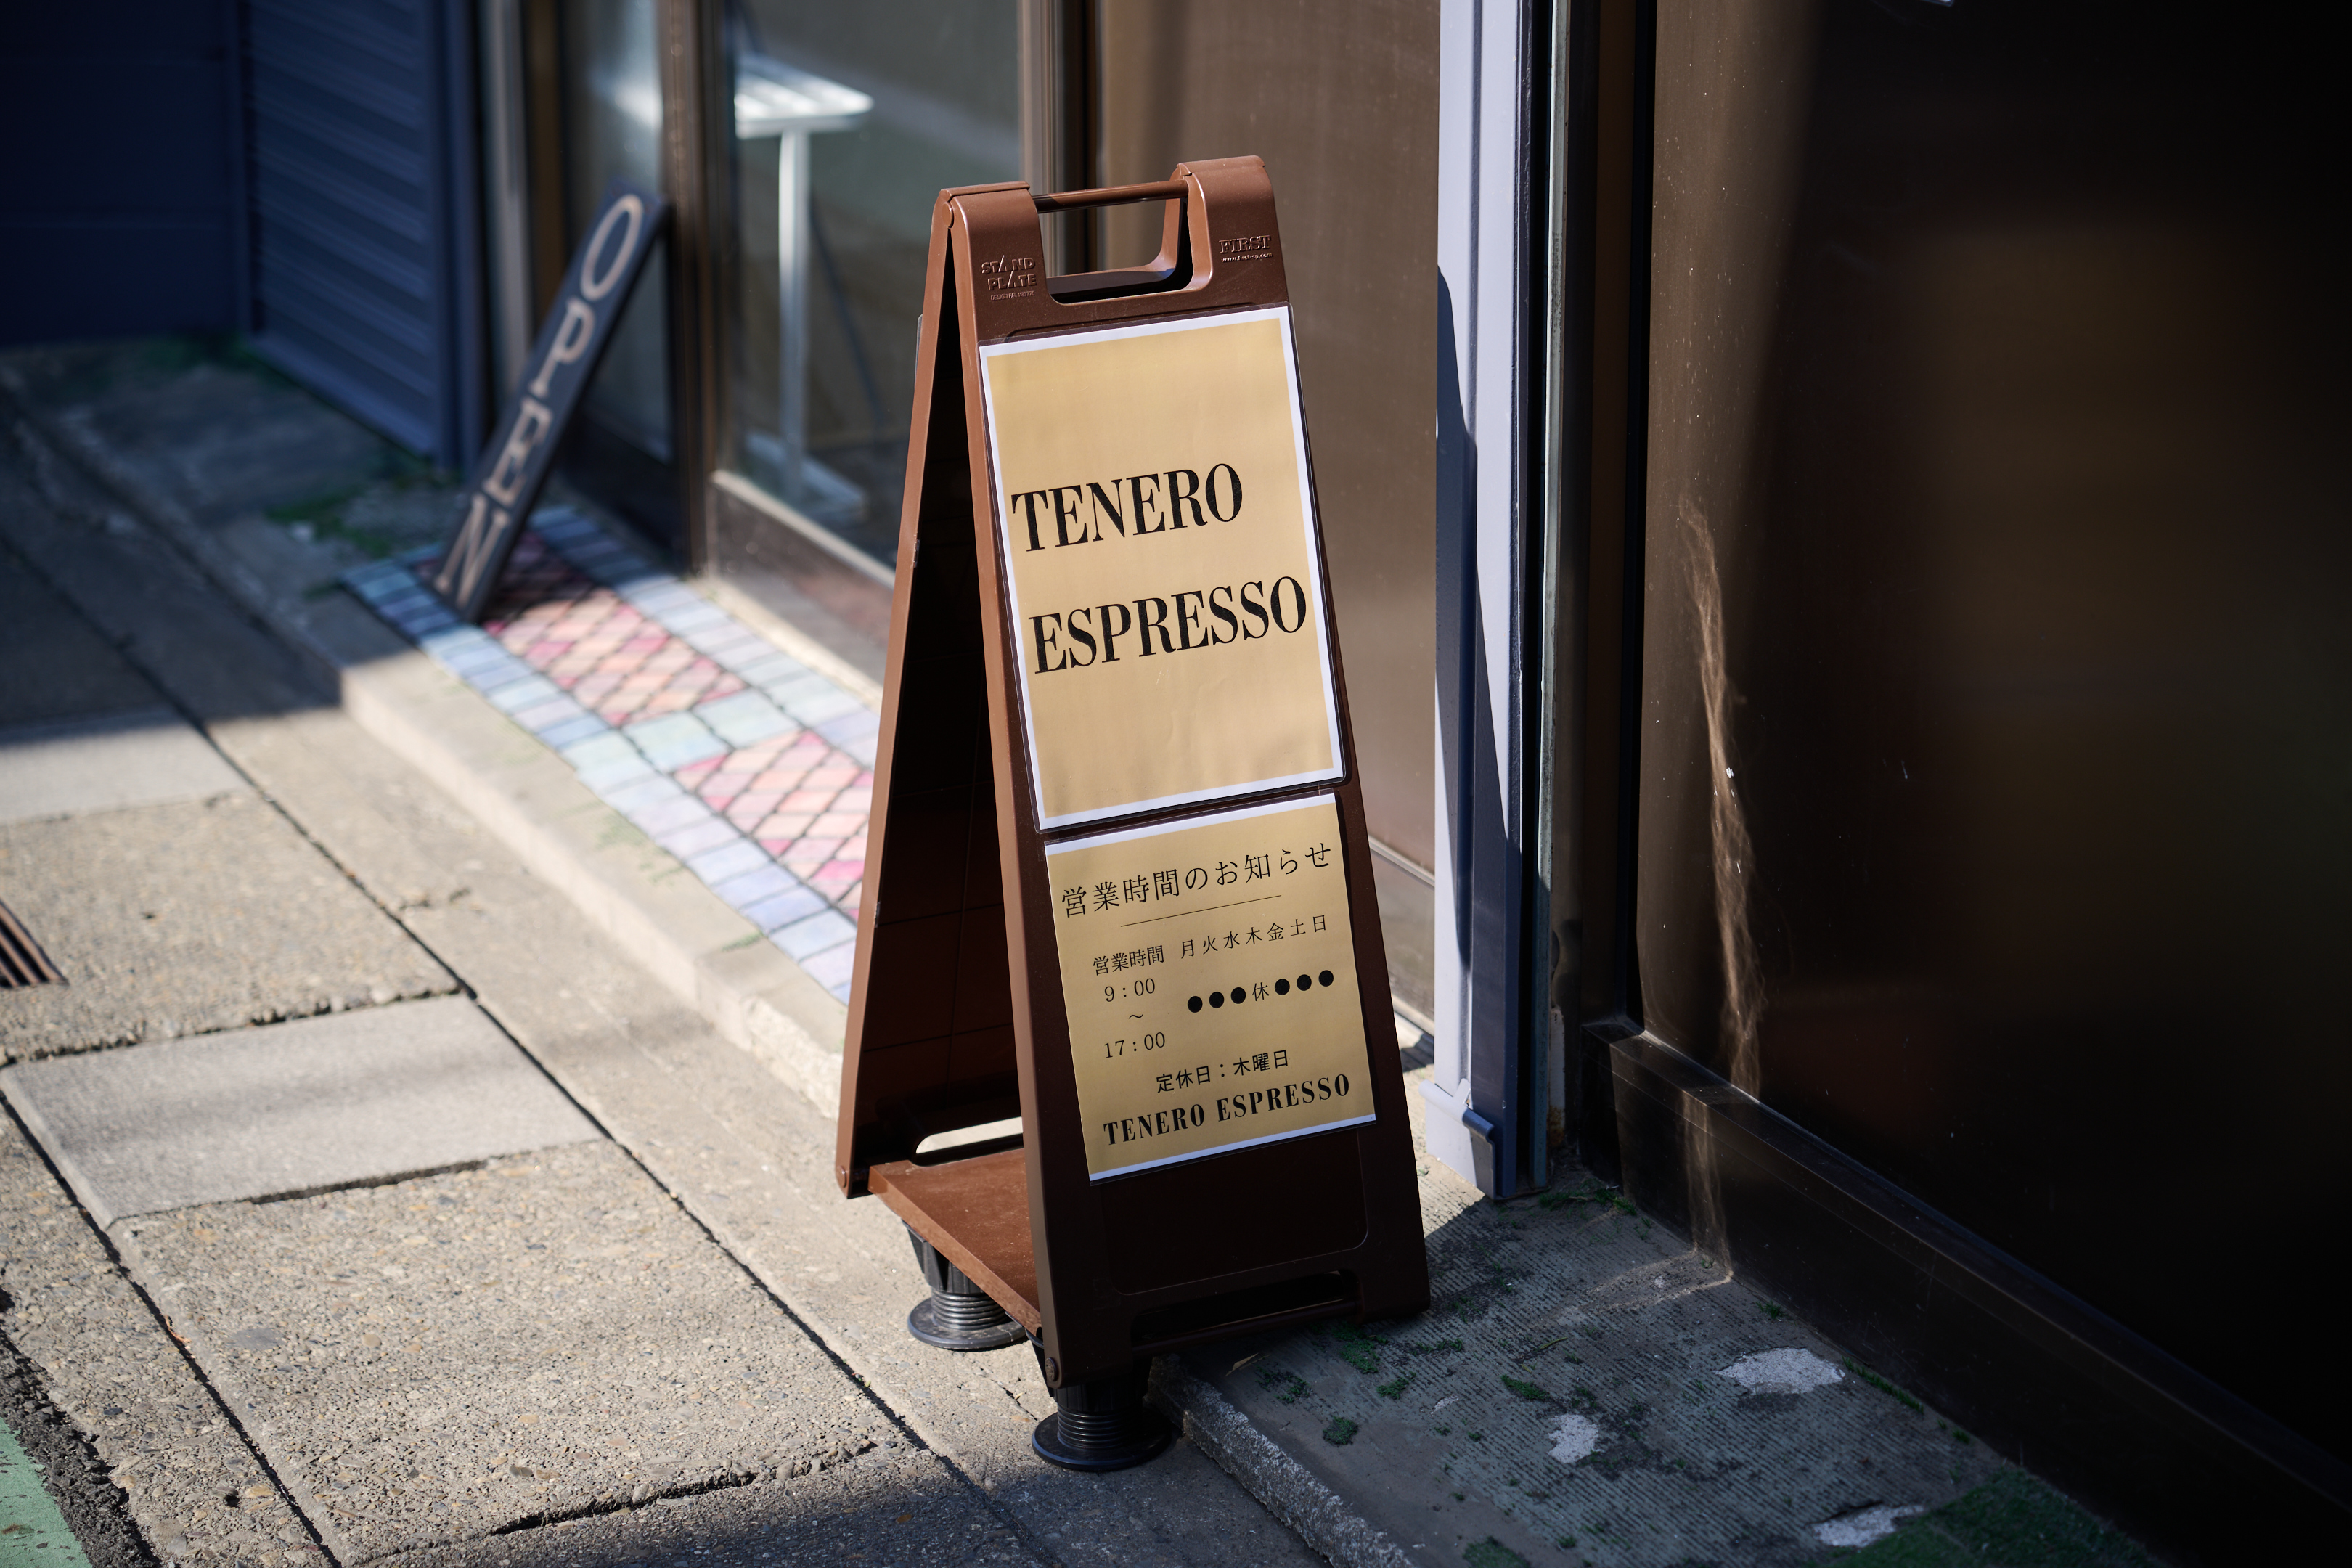 OPEN
STAND
PLATE
FIRST
TENERO
ESPRESSO
営業時間のお知らせ
営業時間 月火水木金土日
9:00
～
17:00
●●●休●●●
定休日：木曜日
TENERO ESPRESSO